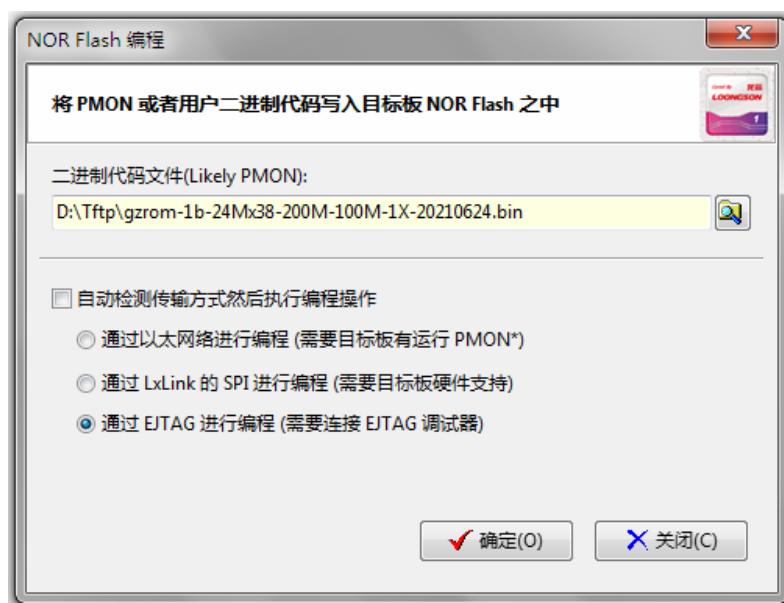 NOR Flash 编程
将 PMON 或者用户二进制代码写入目标板 NOR Flash 之中
龙芯
LOONGSON
1
二进制代码文件(Likely PMON):
D:\Tftp\gzrom-1b-24Mx38-200M-100M-1X-20210624.bin
自动检测传输方式然后执行编程操作
通过以太网络进行编程 (需要目标板有运行 PMON*)
通过 LxLink 的 SPI 进行编程 (需要目标板硬件支持)
通过 EJTAG 进行编程 (需要连接 EJTAG 调试器)
确定(O)
关闭(C)